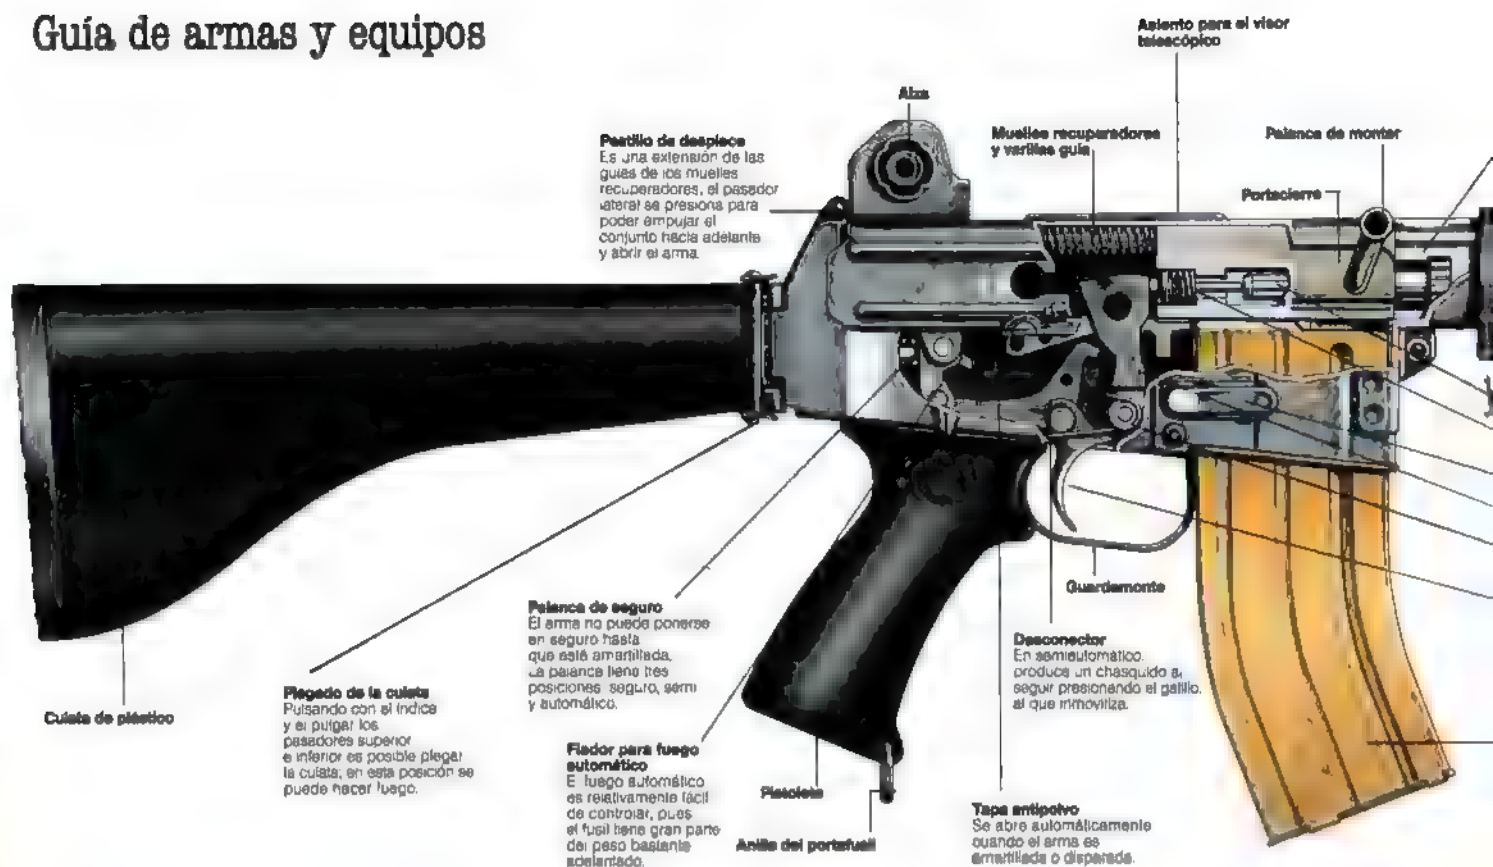 Guía de armas y equipos
Asiento para el visor
telescópico
Alza
Pestillo de despiece
Es una extensión de las
guías de los muelles
recuperadores, el pasador
lateral se presiona para
poder empujar el
conjunto hacia adelante
y abrir el arma.
Muelles recuperadores
y varillas guía
Palanca de montar
Portacierre
Culata de plástico
Plegado de la culata
Pulsando con el índice
y el pulgar los
pasadores superior
e inferior es posible plegar
la culata; en esta posición se
puede hacer fuego.
Palanca de seguro
El arma no puede ponerse
en seguro hasta
que esté amartillada.
La palanca tiene tres
posiciones: seguro, semi
y automático.
Fiador para fuego
automático
E fuego automático
es relativamente fácil
de controlar, pues
el fusil tiene gran parte
del peso bastante
adelantado.
Pistolete
Anilla del portafusil
Guardamonte
Desconector
En semiautomático,
produce un chasquido al
seguir presionando el gatillo,
al que inmoviliza.
Tapa antipolvo
Se abre automáticamente
cuando el arma es
amartillada o disparada.